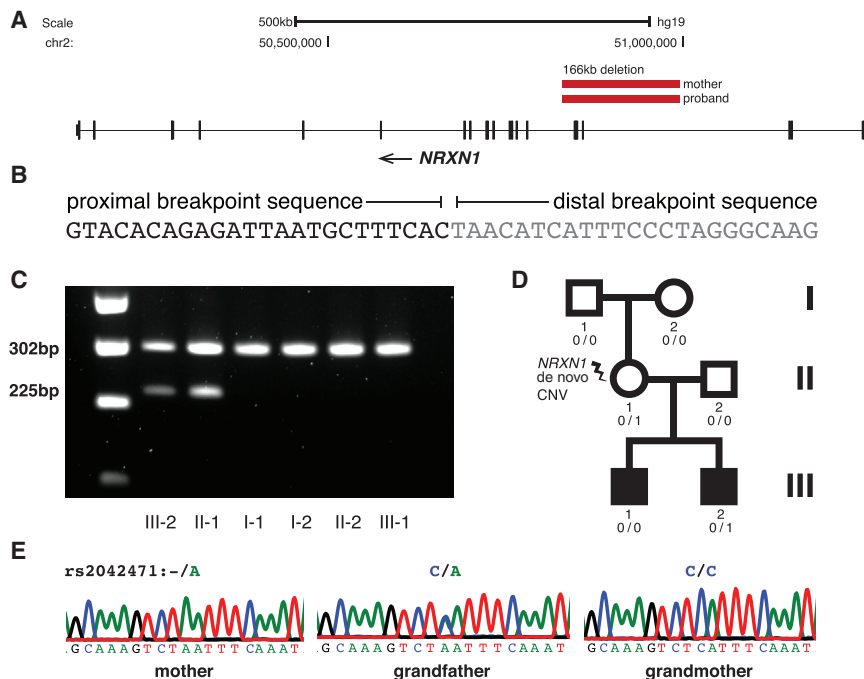 A
Scale 500kb hg19
chr2: 50,500,000 51,000,000
166kb deletion
mother
proband
NRXN1
B
proximal breakpoint sequence distal breakpoint sequence
GTACACAGAGATTAATGCTTTCACTAACATCATTTCCCTAGGGCAAG
C
302bp
225bp
III-2 II-1 I-1 I-2 II-2 III-1
D
I
1 2
0/0 0/0
NRXN1
de novo
CNV
II
1 2
0/1 0/0
III
1 2
0/0 0/1
E
rs2042471:-/A C/A C/C
GCAAAGTCTAATTTCAAAT GCAAAGTCTAATTTCAAAT GCAAAGTCTCATTTCAAAT
mother grandfather grandmother